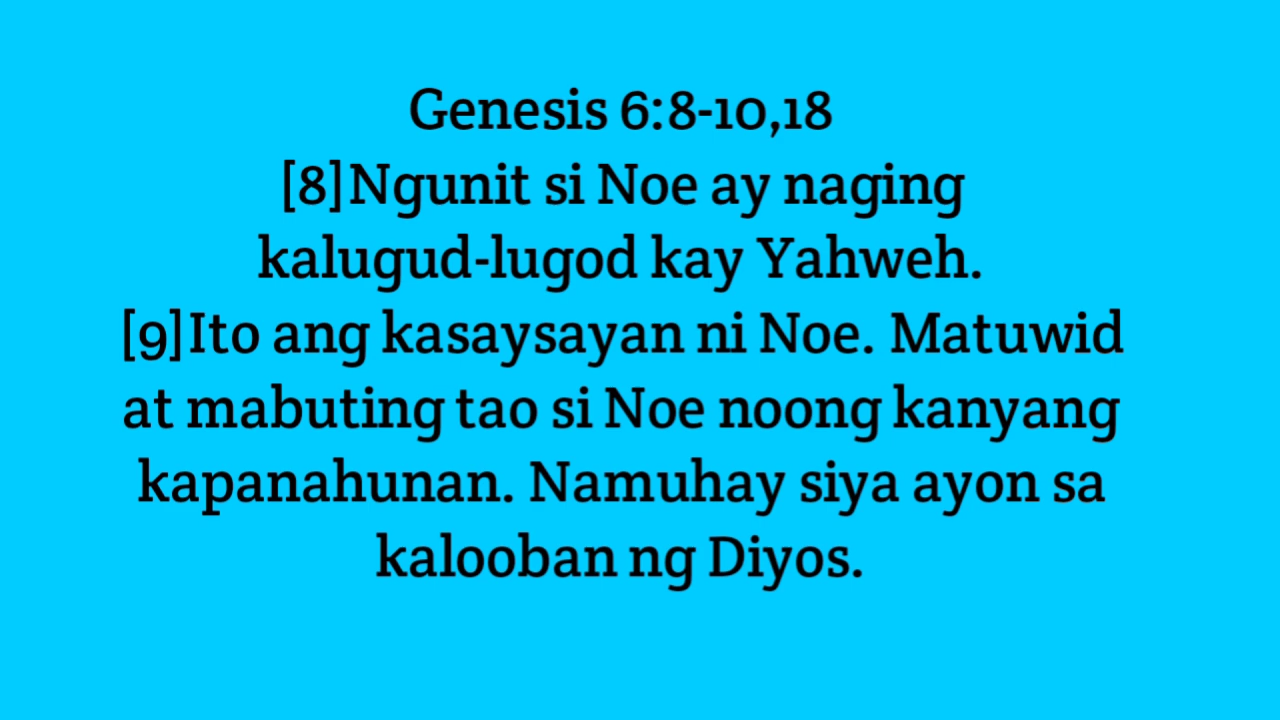 Genesis 6:8-10,18
[8]Ngunit si Noe ay naging
kalugud-lugod kay Yahweh.
[9]Ito ang kasaysayan ni Noe. Matuwid
at mabuting tao si Noe noong kanyang
kapanahunan. Namuhay siya ayon sa
kalooban ng Diyos.